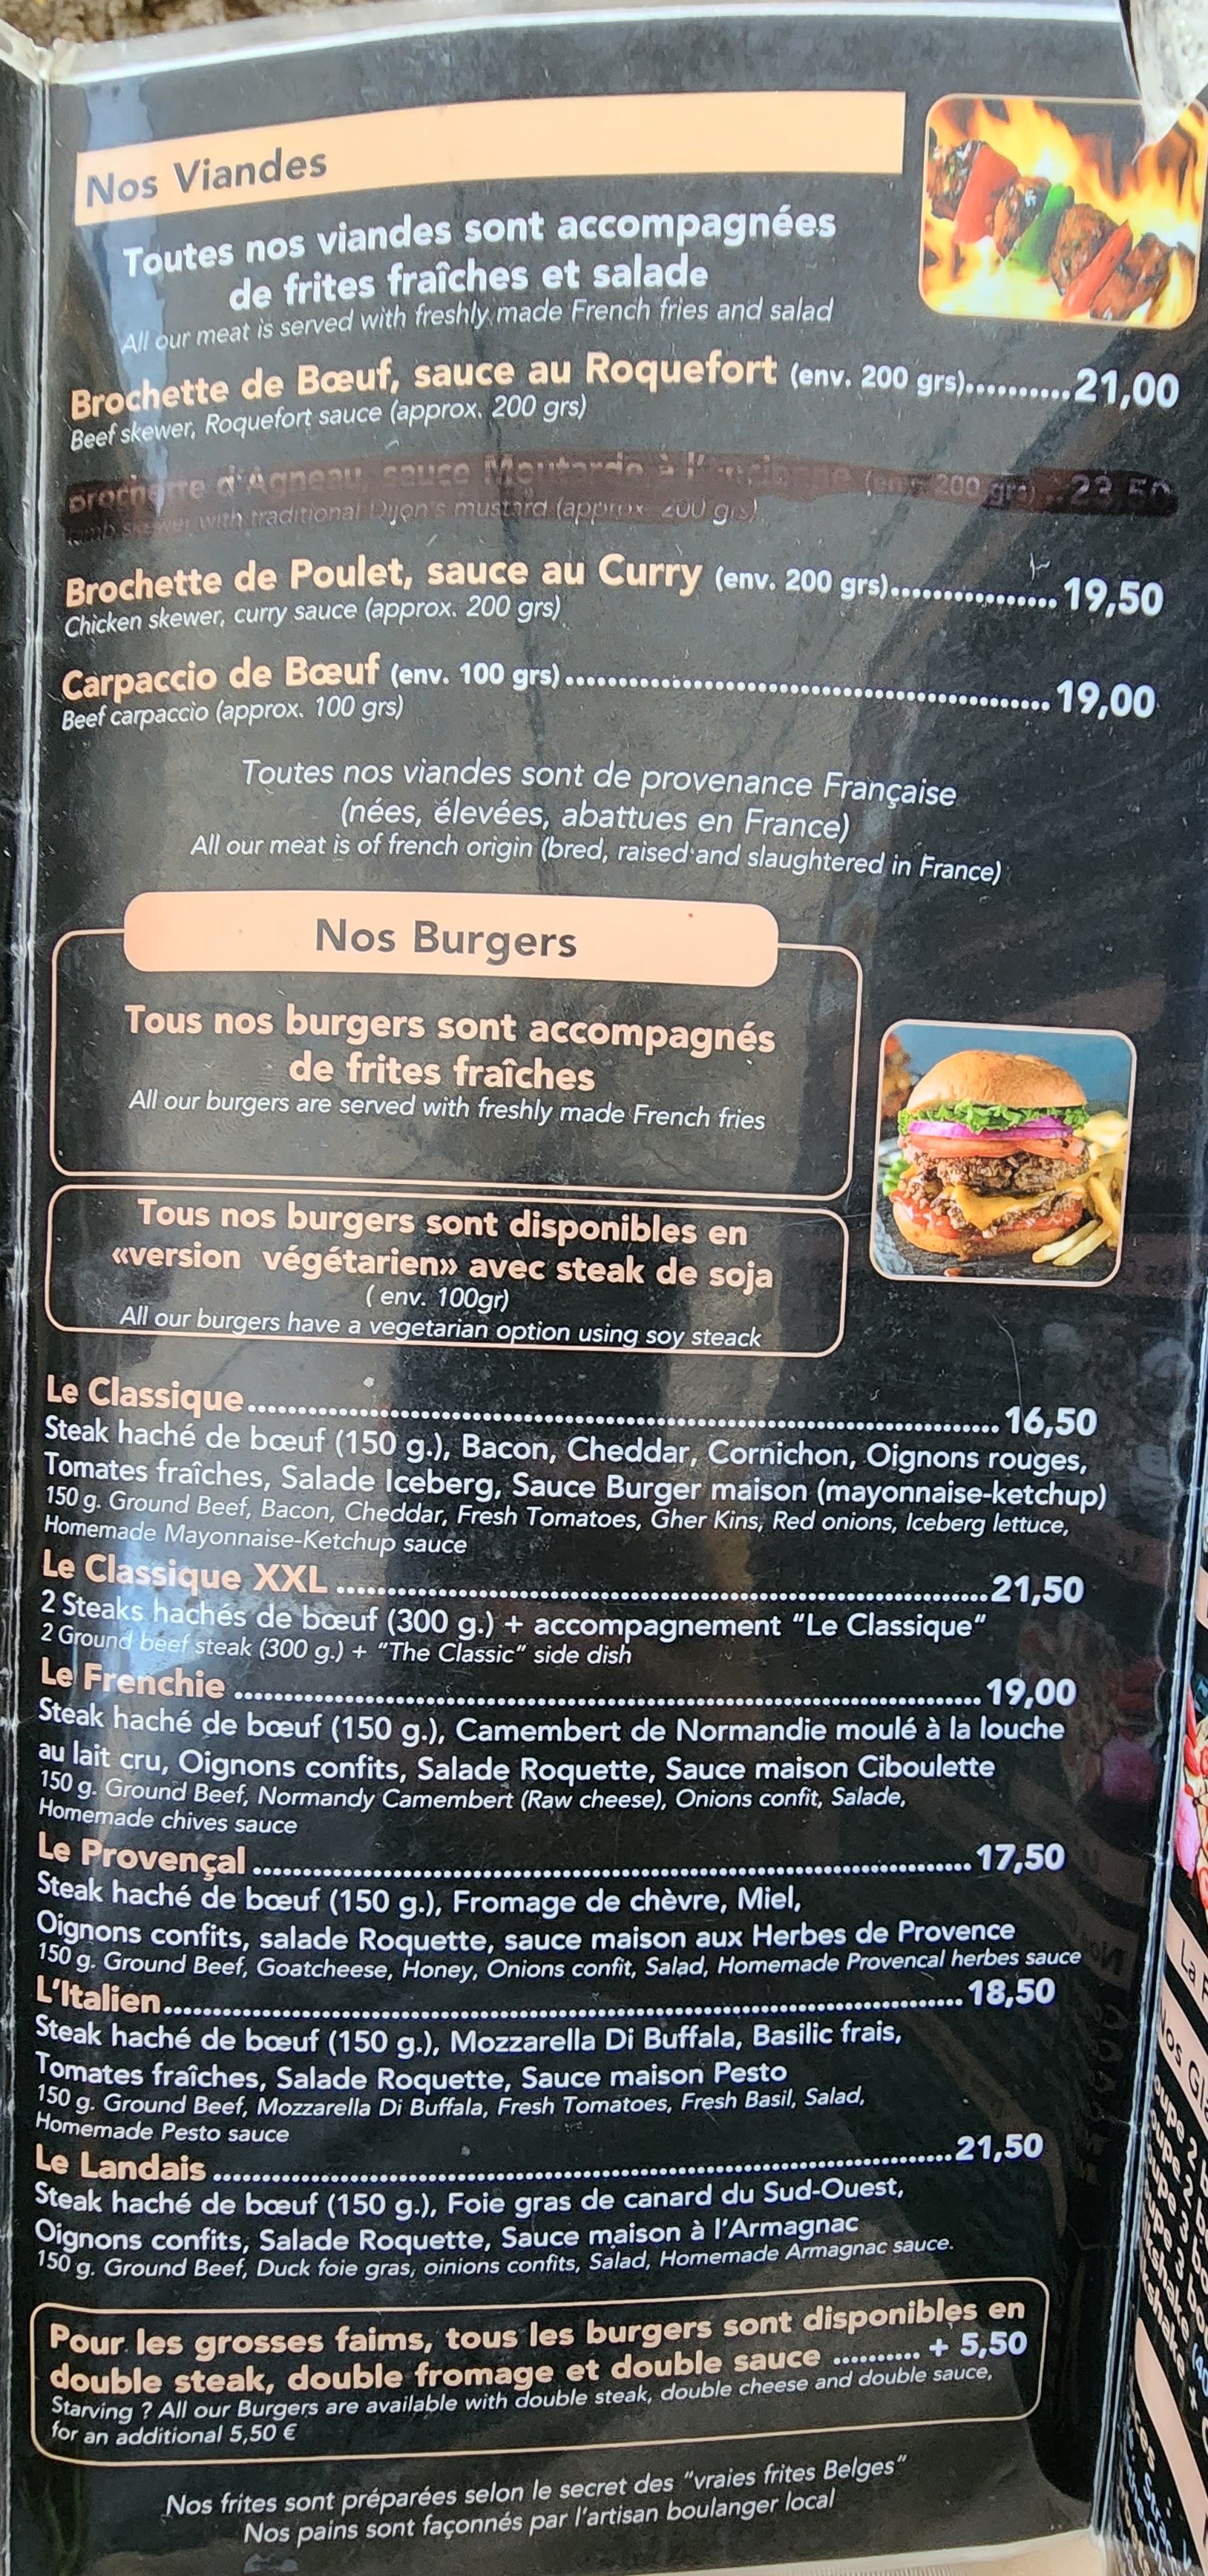 Nos Viandes
Toutes nos viandes sont accompagnées
de frites fraîches et salade
All our meat is served with freshly made French fries and salad
Brochette de Bœuf, sauce au Roquefort (env. 200 grs)..........21,00
Beef skewer, Roquefort sauce (approx. 200 grs)
d'Agneau, sauce Moutarde à (env. 200 grs) .. 23,50
with traditional Dijon's mustard (approx. 200 grs)
Brochette de Poulet, sauce au Curry (env. 200 grs)................ 19,50
Chicken skewer, curry sauce (approx. 200 grs)
Carpaccio de Bœuf (env. 100 grs)................................................ 19,00
Beef carpaccio (approx. 100 grs)
Toutes nos viandes sont de provenance Française
(nées, élevées, abattues en France)
All our meat is of french origin (bred, raised and slaughtered in France)
Nos Burgers
Tous nos burgers sont accompagnés
de frites fraîches
All our burgers are served with freshly made French fries
Tous nos burgers sont disponibles en
«version végétarien» avec steak de soja
( env. 100gr)
All our burgers have a vegetarian option using soy steack
Le Classique........................................................................... 16,50
Steak haché de bœuf (150 g.), Bacon, Cheddar, Cornichon, Oignons rouges,
Tomates fraîches, Salade Iceberg, Sauce Burger maison (mayonnaise-ketchup)
150 g. Ground Beef, Bacon, Cheddar, Fresh Tomatoes, Gher Kins, Red onions, Iceberg lettuce,
Homemade Mayonnaise-Ketchup sauce
Le Classique XXL .................................................................21,50
2 Steaks hachés de bœuf (300 g.) + accompagnement “Le Classique”
2 Ground beef steak (300 g.) + “The Classic” side dish
Le Frenchie ........................................................................... 19,00
Steak haché de bœuf (150 g.), Camembert de Normandie moulé à la louche
au lait cru, Oignons confits, Salade Roquette, Sauce maison Ciboulette
150 g. Ground Beef, Normandy Camembert (Raw cheese), Onions confit, Salade,
Homemade chives sauce
Le Provençal ........................................................................ 17,50
Steak haché de bœuf (150 g.), Fromage de chèvre, Miel,
Oignons confits, salade Roquette, sauce maison aux Herbes de Provence
150 g. Ground Beef, Goatcheese, Honey, Onions confit, Salad, Homemade Provencal herbes sauce
L’Italien................................................................................ 18,50
Steak haché de bœuf (150 g.), Mozzarella Di Buffala, Basilic frais,
Tomates fraîches, Salade Roquette, Sauce maison Pesto
150 g. Ground Beef, Mozzarella Di Buffala, Fresh Tomatoes, Fresh Basil, Salad,
Homemade Pesto sauce
Le Landais ..........................................................................21,50
Steak haché de bœuf (150 g.), Foie gras de canard du Sud-Ouest,
Oignons confits, Salade Roquette, Sauce maison à l’Armagnac
150 g. Ground Beef, Duck foie gras, oinions confits, Salad, Homemade Armagnac sauce.
Pour les grosses faims, tous les burgers sont disponibles en
double steak, double fromage et double sauce .......... + 5,50
Starving ? All our Burgers are available with double steak, double cheese and double sauce,
for an additional 5,50 €
Nos frites sont préparées selon le secret des “vraies frites Belges”
Nos pains sont façonnés par l’artisan boulanger local